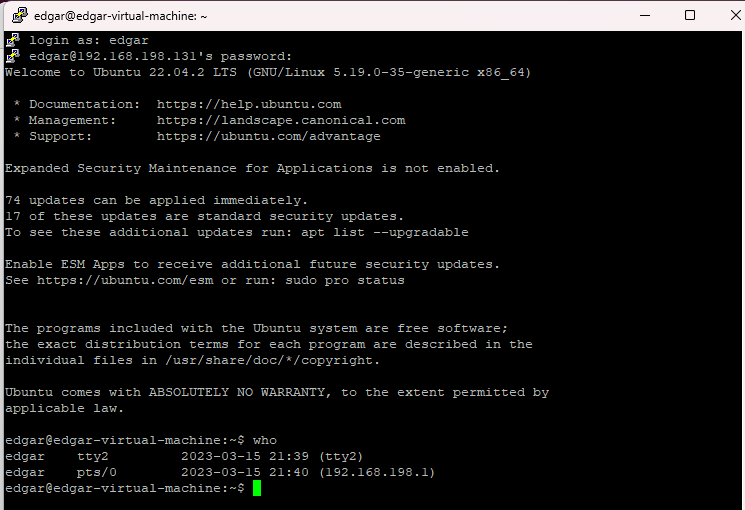 edgar@edgar-virtual-machine: ~
login as: edgar
edgar@192.168.198.131's password:
Welcome to Ubuntu 22.04.2 LTS (GNU/Linux 5.19.0-35-generic x86_64)
* Documentation:  https://help.ubuntu.com
* Management:     https://landscape.canonical.com
* Support:        https://ubuntu.com/advantage
Expanded Security Maintenance for Applications is not enabled.
74 updates can be applied immediately.
17 of these updates are standard security updates.
To see these additional updates run: apt list --upgradable
Enable ESM Apps to receive additional future security updates.
See https://ubuntu.com/esm or run: sudo pro status
The programs included with the Ubuntu system are free software;
the exact distribution terms for each program are described in the
individual files in /usr/share/doc/*/copyright.
Ubuntu comes with ABSOLUTELY NO WARRANTY, to the extent permitted by
applicable law.
edgar@edgar-virtual-machine:~$ who
edgar    tty2         2023-03-15 21:39 (tty2)
edgar    pts/0        2023-03-15 21:40 (192.168.198.1)
edgar@edgar-virtual-machine:~$